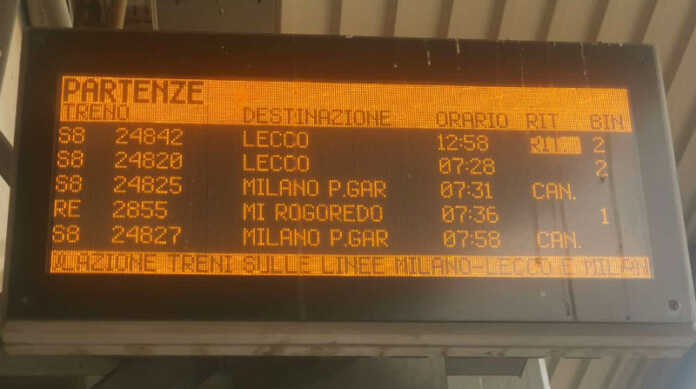 PARTENZE
TRENO DESTINAZIONE ORARIO RIT BIN
S8 24842 LECCO 12:58 RIT 2
S8 24820 LECCO 07:28 2
S8 24825 MILANO P.GAR 07:31 CAN.
RE 2855 MI ROGOREDO 07:36 1
S8 24827 MILANO P.GAR 07:58 CAN.
LAZIONE TRENI SULLE LINEE MILANO-LECCO E MILAN